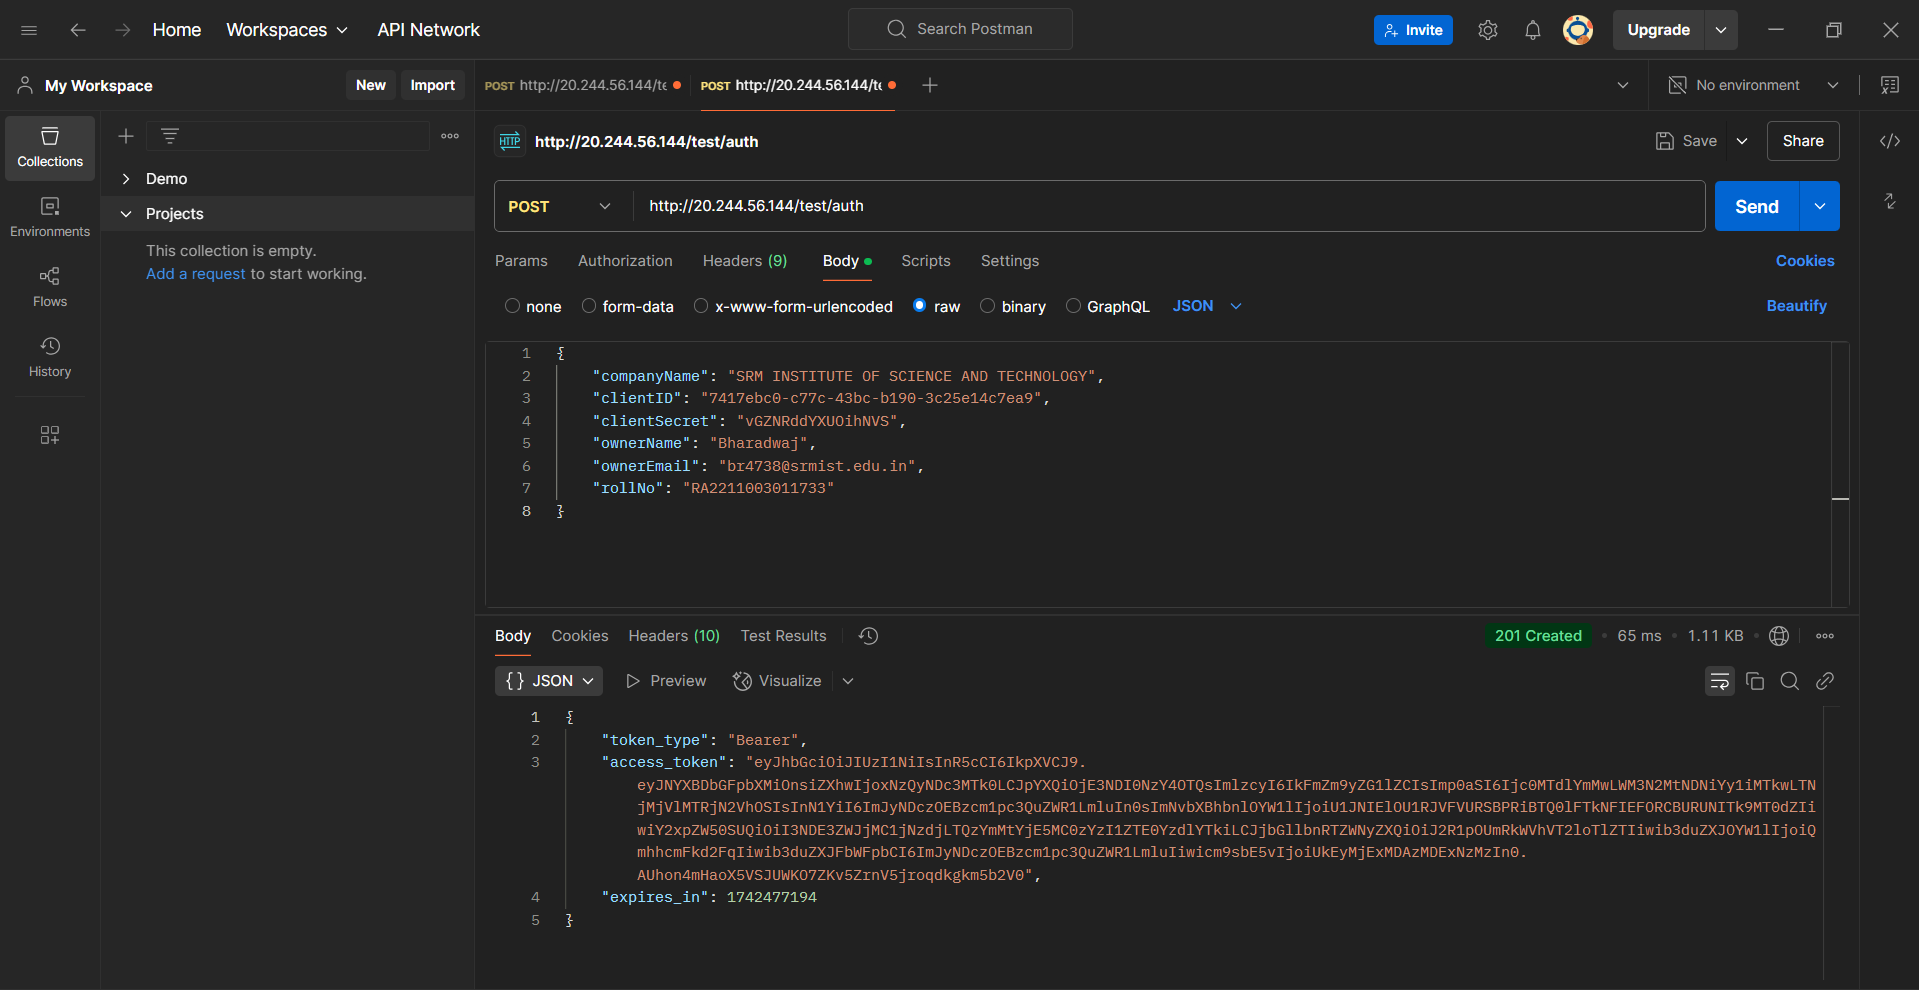 Home Workspaces API Network Search Postman Invite Upgrade
My Workspace New Import POST http://20.244.56.144/te POST http://20.244.56.144/te No environment
Collections
Environments
Flows
History
Demo
Projects
This collection is empty.
Add a request to start working.
HTTP http://20.244.56.144/test/auth Save Share
POST http://20.244.56.144/test/auth Send
Params Authorization Headers (9) Body Scripts Settings Cookies
none form-data x-www-form-urlencoded raw binary GraphQL JSON Beautify
1 {
2 "companyName": "SRM INSTITUTE OF SCIENCE AND TECHNOLOGY",
3 "clientID": "7417ebc0-c77c-43bc-b190-3c25e14c7ea9",
4 "clientSecret": "vGZNRddYXUOihNVS",
5 "ownerName": "Bharadwaj",
6 "ownerEmail": "br4738@srmist.edu.in",
7 "rollNo": "RA2211003011733"
8 }
Body Cookies Headers (10) Test Results 201 Created 65 ms 1.11 KB
{} JSON Preview Visualize
1 {
2 "token_type": "Bearer",
3 "access_token": "eyJhbGciOiJIUzI1NiIsInR5cCI6IkpXVCJ9.
eyJNYXBDbGFpbXMiOnsiZXhwIjoxNzQyNDc3MTk0LCJpYXQiOjE3NDI0NzY4OTQsImlzcyI6IkFmZm9yZG1lZCIsImp0aSI6Ijc0MTdlYmMwLWM3N2MtNDNiYy1iMTkwLTN
jMjVlMTRjN2VhOSIsInN1YiI6ImJyNDczOEBzcm1pc3QuZWR1LmluIn0sImNvbXBhbnlOYW1lIjoiU1JNIElOU1RJVFVURSBPRiBTQ0lFTkNFIEFORCBURUNITk9MT0dZIi
wiY2xpZW50SUQiOiI3NDE3ZWJjMC1jNzdjLTQzYmMtYjE5MC0zYzI1ZTE0YzdlYTkiLCJjbGllbnRTZWNyZXQiOiJ2R1pOUmRkWVhVT2loTlZTIiwib3duZXJOYW1lIjoiQ
mhhcmFkd2FqIiwib3duZXJFbWFpbCI6ImJyNDczOEBzcm1pc3QuZWR1LmluIiwicm9sbE5vIjoiUkEyMjExMDAzMDExNzMzIn0.
AUhon4mHaoX5VSJUWKO7ZKv5ZrnV5jroqdkgkm5b2V0",
4 "expires_in": 1742477194
5 }